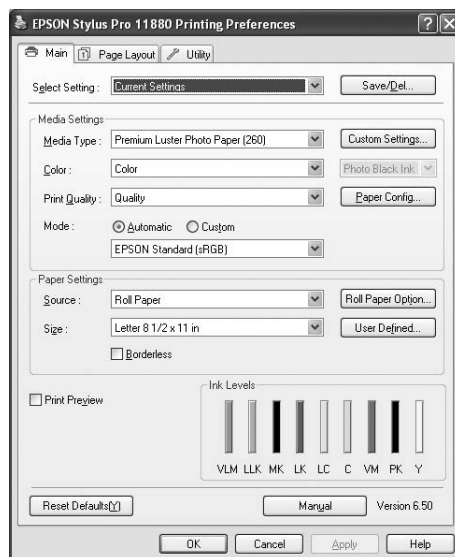 EPSON Stylus Pro 11880 Printing Preferences
Main Page Layout Utility
Select Setting : Current Settings Save/Del...
Media Settings
Media Type : Premium Luster Photo Paper (260) Custom Settings...
Color : Color Photo Black Ink
Print Quality : Quality Paper Config...
Mode : Automatic Custom
EPSON Standard (sRGB)
Paper Settings
Source : Roll Paper Roll Paper Option...
Size : Letter 8 1/2 x 11 in User Defined...
Borderless
Print Preview
Ink Levels
VLM LLK MK LK LC C VM PK Y
Reset Defaults(Y) Manual Version 6.50
OK Cancel Apply Help